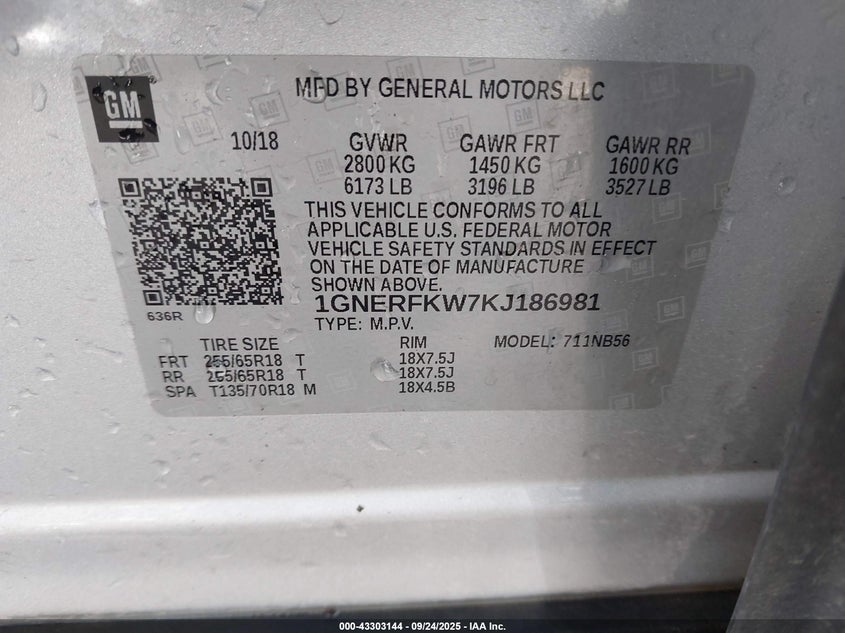 GM
MFD BY GENERAL MOTORS LLC
10/18 GVWR GAWR FRT GAWR RR
2800 KG 1450 KG 1600 KG
6173 LB 3196 LB 3527 LB
THIS VEHICLE CONFORMS TO ALL
APPLICABLE U.S. FEDERAL MOTOR
VEHICLE SAFETY STANDARDS IN EFFECT
ON THE DATE OF MANUFACTURE
SHOWN ABOVE.
1GNERFKW7KJ186981
636R
TYPE: M.P.V.
TIRE SIZE RIM MODEL: 711NB56
FRT 255/65R18 T 18X7.5J
RR 255/65R18 T 18X7.5J
SPA T135/70R18 M 18X4.5B
000-43303144 - 09/24/2025 - IAA Inc.